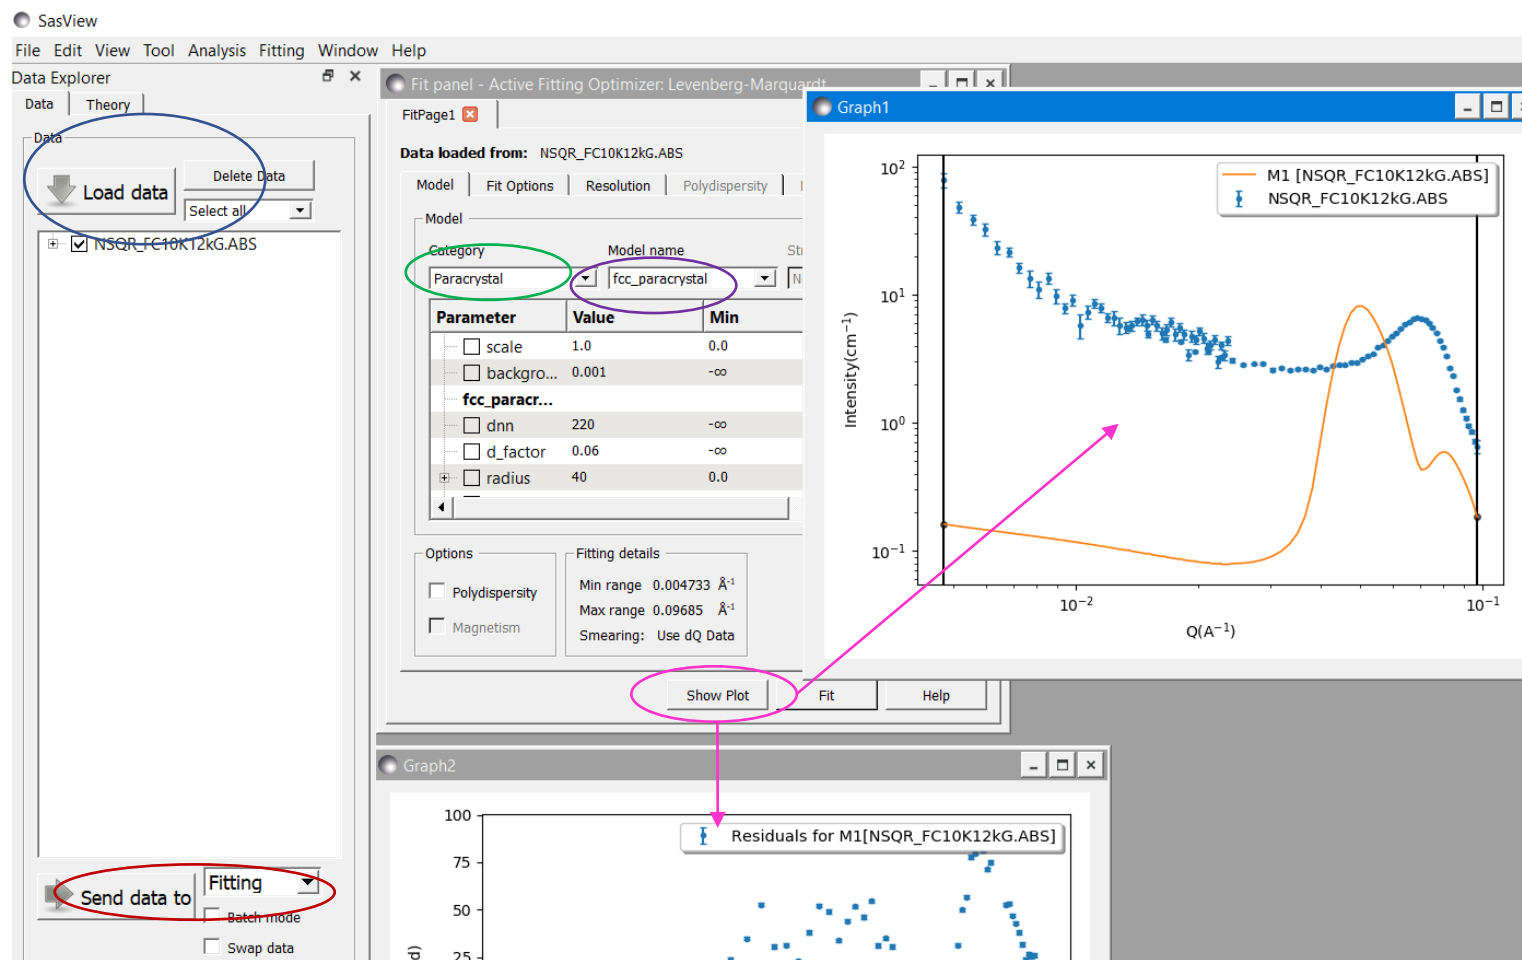 SasView
File Edit View Tool Analysis Fitting Window Help
Data Explorer
Data Theory
Data
Load data
Delete Data
Select all
NSQR_FC10K12kG.ABS
Send data to
Fitting
Batch mode
Swap data
Fit panel - Active Fitting Optimizer: Levenberg-Marquardt
FitPage1
Data loaded from: NSQR_FC10K12kG.ABS
Model Fit Options Resolution Polydispersity
Model
Category Model name
Paracrystal fcc_paracrystal
Parameter Value Min
scale 1.0 0.0
backgro... 0.001 -∞
fcc_paracr...
dnn 220 -∞
d_factor 0.06 -∞
radius 40 0.0
Options
Polydispersity
Magnetism
Fitting details
Min range 0.004733 Å-1
Max range 0.09685 Å-1
Smearing: Use dQ Data
Show Plot Fit Help
Graph1
M1 [NSQR_FC10K12kG.ABS]
NSQR_FC10K12kG.ABS
Intensity(cm−1)
10²
10¹
10⁰
10−1
10−2 10−1
Q(A−1)
Graph2
Residuals for M1[NSQR_FC10K12kG.ABS]
100
75
50
25